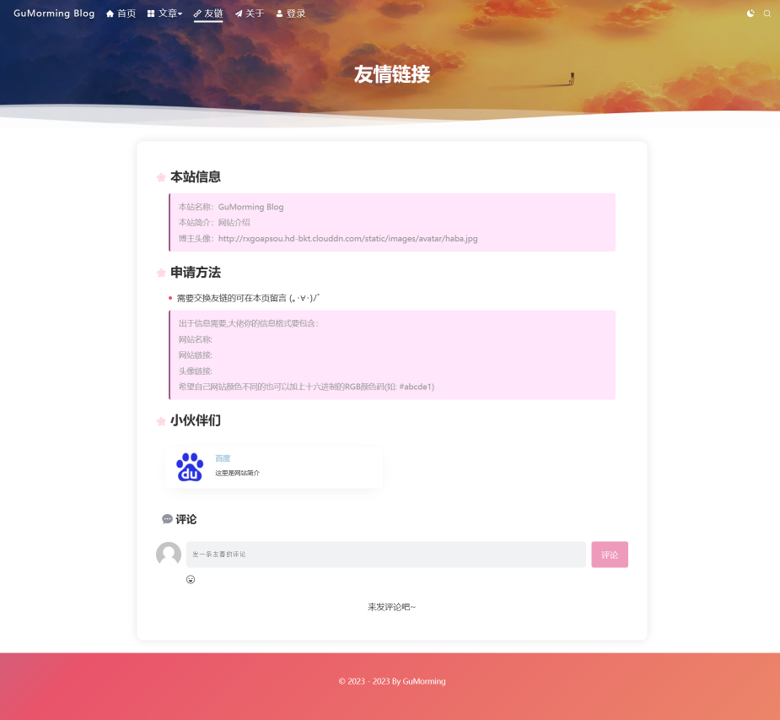 GuMorming Blog 首页 文章 友链 关于 登录
友情链接
本站信息
本站名称：GuMorming Blog
本站简介：网站介绍
博主头像：http://rxgoapsou.hd-bkt.clouddn.com/static/images/avatar/haba.jpg
申请方法
需要交换友链的可在本页留言 (｡･∀･)ﾉﾞ
出于信息需要,大佬你的信息格式要包含：
网站名称:
网站链接:
头像链接:
希望自己网站颜色不同的也可以加上十六进制的RGB颜色码(如: #abcde1)
小伙伴们
du
百度
这里是网站简介
评论
发一条友善的评论
评论
来发评论吧~
© 2023 - 2023 By GuMorming